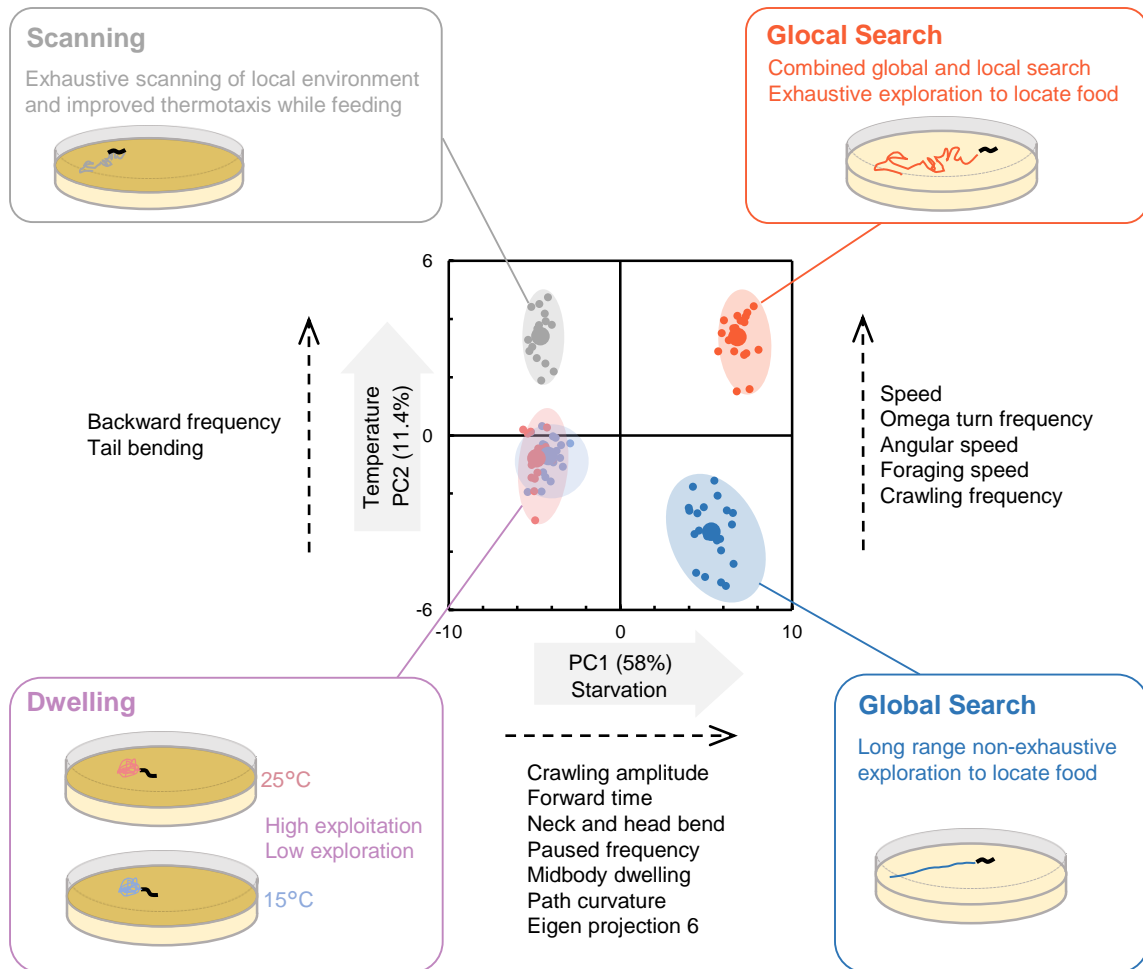 Scanning
Exhaustive scanning of local environment
and improved thermotaxis while feeding
Glocal Search
Combined global and local search
Exhaustive exploration to locate food
6
0
-6
-10
0
10
Temperature
PC2 (11.4%)
Backward frequency
Tail bending
Speed
Omega turn frequency
Angular speed
Foraging speed
Crawling frequency
PC1 (58%)
Starvation
Crawling amplitude
Forward time
Neck and head bend
Paused frequency
Midbody dwelling
Path curvature
Eigen projection 6
Dwelling
25°C
High exploitation
Low exploration
15°C
Global Search
Long range non-exhaustive
exploration to locate food